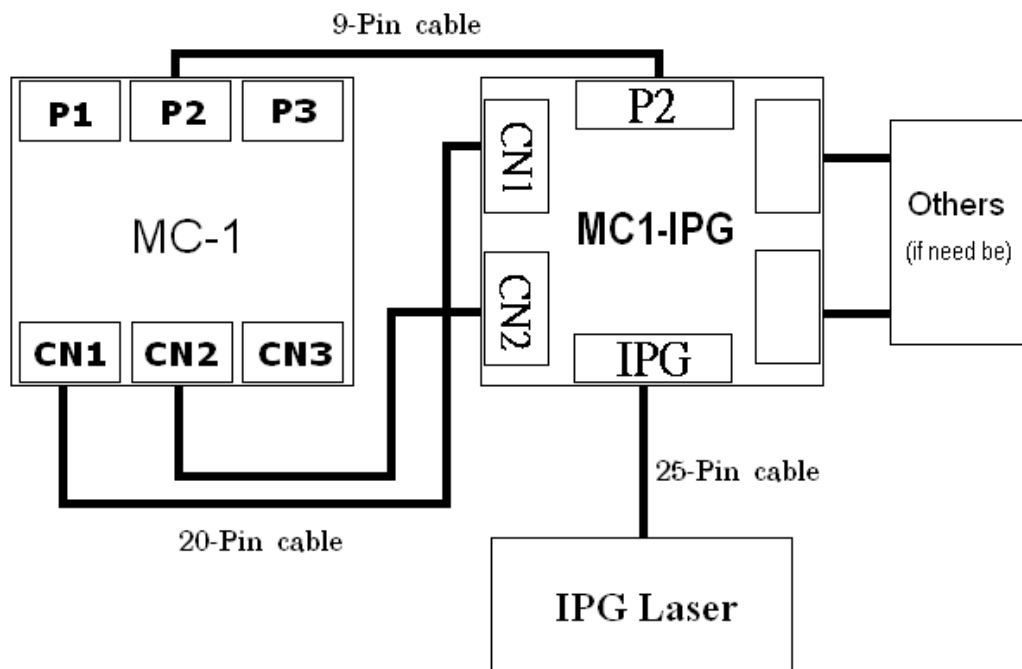 9-Pin cable
P1
P2
P3
MC-1
CN1
CN2
CN3
P2
CN1
CN2
MC1-IPG
IPG
Others
(if need be)
25-Pin cable
20-Pin cable
IPG Laser